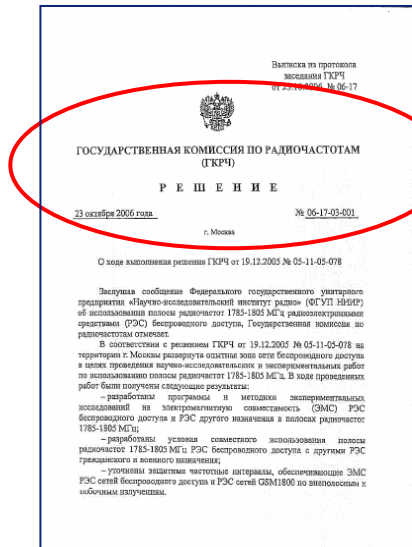 Выписка из протокола
заседания ГКРЧ
от 23.10.2006 № 06-17
ГОСУДАРСТВЕННАЯ КОМИССИЯ ПО РАДИОЧАСТОТАМ
(ГКРЧ)
Р Е Ш Е Н И Е
23 октября 2006 года № 06-17-03-001
г. Москва
О ходе выполнения решения ГКРЧ от 19.12.2005 № 05-11-05-078
Заслушав сообщение Федерального государственного унитарного
предприятия «Научно-исследовательский институт радио» (ФГУП НИИР)
об использовании полосы радиочастот 1785-1805 МГц радиоэлектронными
средствами (РЭС) беспроводного доступа, Государственная комиссия по
радиочастотам отмечает.
В соответствии с решением ГКРЧ от 19.12.2005 № 05-11-05-078 на
территории г. Москва развернута опытная зона сети беспроводного доступа
в целях проведения научно-исследовательских и экспериментальных работ
по использованию полосы радиочастот 1785-1805 МГц. В ходе проведенных
работ были получены следующие результаты:
– разработаны программы и методики экспериментальных
исследований на электромагнитную совместимость (ЭМС) РЭС
беспроводного доступа и РЭС другого назначения в полосах радиочастот
1785-1805 МГц;
– разработаны условия совместного использования полосы
радиочастот 1785-1805 МГц РЭС беспроводного доступа с другими РЭС
гражданского и военного назначения;
– уточнены защитные частотные интервалы, обеспечивающие ЭМС
РЭС сетей беспроводного доступа и РЭС сетей GSM1800 по внеполосным и
побочным излучениям.